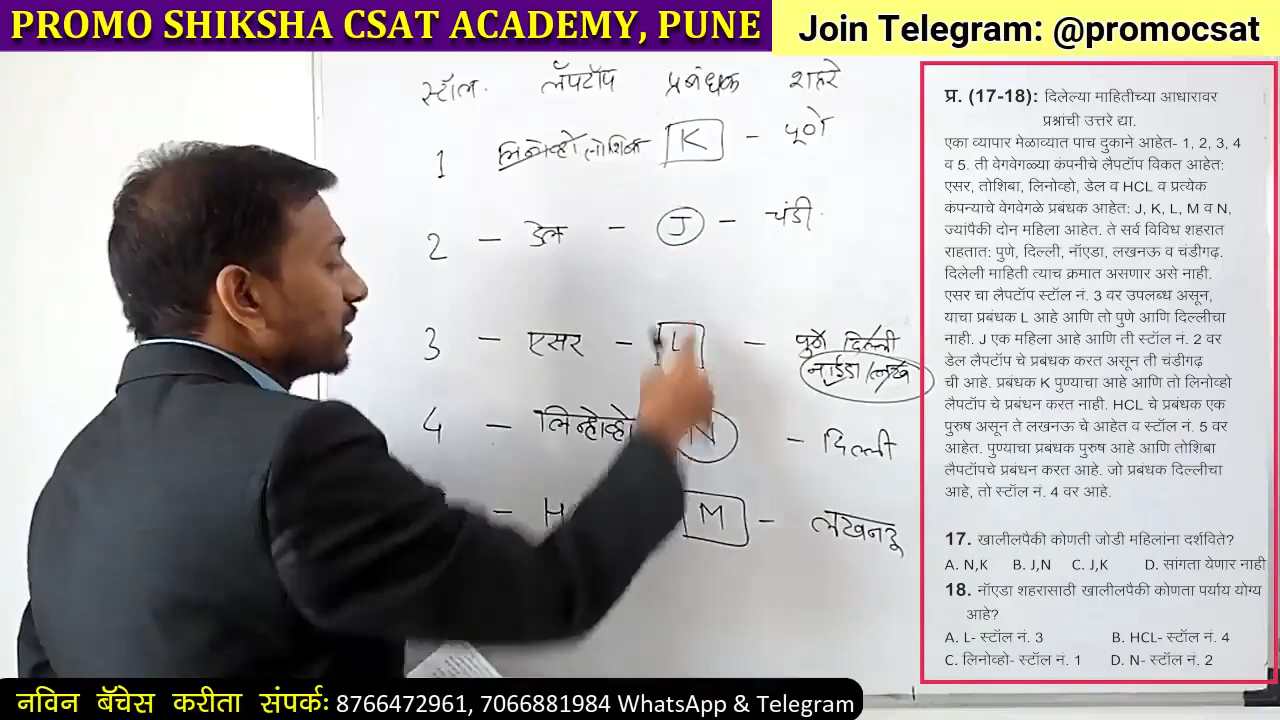 PROMO SHIKSHA CSAT ACADEMY, PUNE
Join Telegram: @promocsat
स्टॉल. लॅपटॉप प्रबंधक शहरे
1 तोशिबा K - पूणे
2 - डेल - J - चंडी.
3 - एसर - L - पुणे दिल्ली
नाईडा /लख
4 - लिन्होव्हो N - दिल्ली
- H M - लखनऊ
प्र. (17-18): दिलेल्या माहितीच्या आधारावर
प्रश्नांची उत्तरे द्या.
एका व्यापार मेळाव्यात पाच दुकाने आहेत- 1, 2, 3, 4
व 5. ती वेगवेगळ्या कंपनीचे लॅपटॉप विकत आहेत:
एसर, तोशिबा, लिनोव्हो, डेल व HCL व प्रत्येक
कंपन्याचे वेगवेगळे प्रबंधक आहेत: J, K, L, M व N,
ज्यांपैकी दोन महिला आहेत. ते सर्व विविध शहरात
राहतात: पुणे, दिल्ली, नॉएडा, लखनऊ व चंडीगढ़.
दिलेली माहिती त्याच क्रमात असणार असे नाही.
एसर चा लॅपटॉप स्टॉल नं. 3 वर उपलब्ध असून,
याचा प्रबंधक L आहे आणि तो पुणे आणि दिल्लीचा
नाही. J एक महिला आहे आणि ती स्टॉल नं. 2 वर
डेल लॅपटॉप चे प्रबंधक करत असून ती चंडीगढ़
ची आहे. प्रबंधक K पुण्याचा आहे आणि तो लिनोव्हो
लॅपटॉप चे प्रबंधन करत नाही. HCL चे प्रबंधक एक
पुरुष असून ते लखनऊ चे आहेत व स्टॉल नं. 5 वर
आहेत. पुण्याचा प्रबंधक पुरुष आहे आणि तोशिबा
लॅपटॉपचे प्रबधन करत आहे. जो प्रबंधक दिल्लीचा
आहे, तो स्टॉल नं. 4 वर आहे.
17. खालीलपैकी कोणती जोडी महिलांना दर्शविते?
A. N,K B. J,N C. J,K D. सांगता येणार नाही
18. नॉएडा शहरासाठी खालीलपैकी कोणता पर्याय योग्य
आहे?
A. L- स्टॉल नं. 3 B. HCL- स्टॉल नं. 4
C. लिनोव्हो- स्टॉल नं. 1 D. N- स्टॉल नं. 2
नविन बॅचेस करीता संपर्कः 8766472961, 7066881984 WhatsApp & Telegram